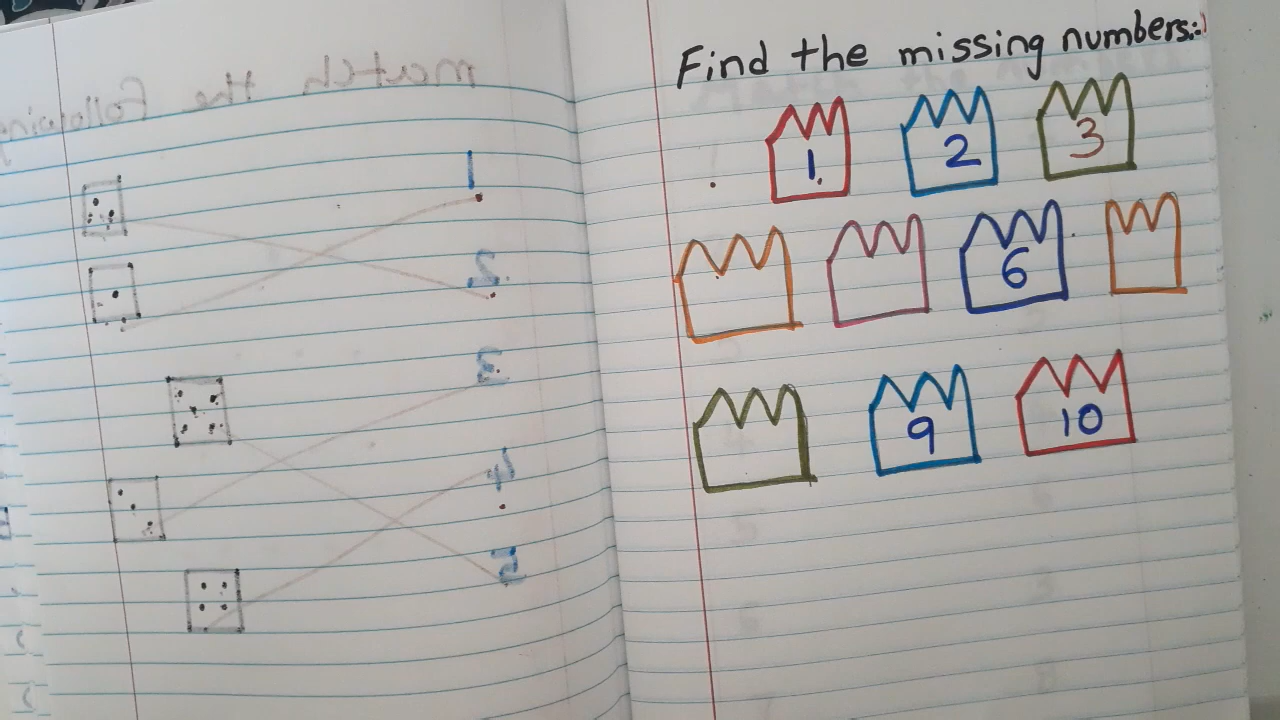 match the Following
1
2
3
4
5
Find the missing numbers:
1 2 3
6
9 10